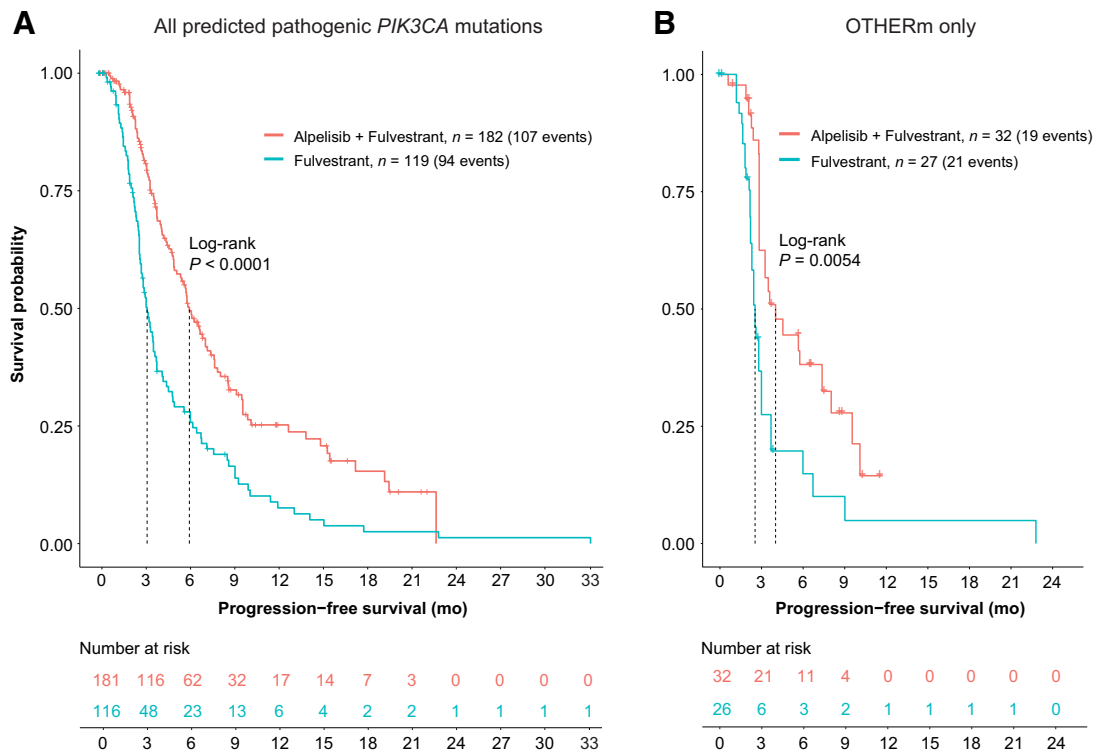 A
All predicted pathogenic PIK3CA mutations
1.00
0.75
0.50
0.25
0.00
Survival probability
Alpelisib + Fulvestrant, n = 182 (107 events)
Fulvestrant, n = 119 (94 events)
Log-rank
P < 0.0001
0 3 6 9 12 15 18 21 24 27 30 33
Progression−free survival (mo)
Number at risk
181 116 62 32 17 14 7 3 0 0 0 0
116 48 23 13 6 4 2 2 1 1 1 1
0 3 6 9 12 15 18 21 24 27 30 33
B
OTHERm only
1.00
0.75
0.50
0.25
0.00
Alpelisib + Fulvestrant, n = 32 (19 events)
Fulvestrant, n = 27 (21 events)
Log-rank
P = 0.0054
0 3 6 9 12 15 18 21 24
Progression−free survival (mo)
Number at risk
32 21 11 4 0 0 0 0 0
26 6 3 2 1 1 1 1 0
0 3 6 9 12 15 18 21 24